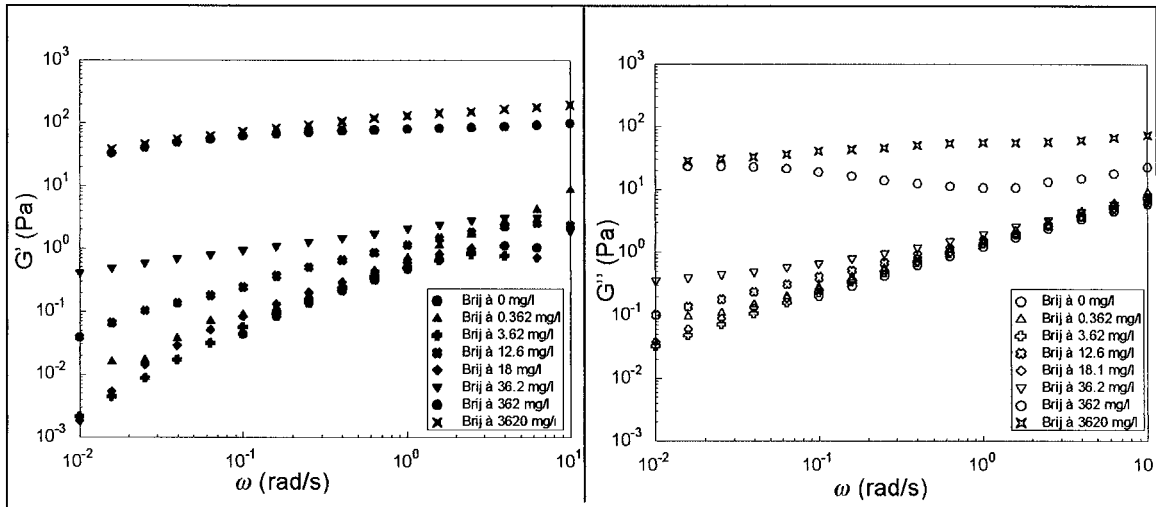 10³
10²
10¹
10⁰
10⁻¹
10⁻²
10⁻³
G' (Pa)
10⁻²
10⁻¹
10⁰
10¹
ω (rad/s)
Brij à 0 mg/l
Brij à 0.362 mg/l
Brij à 3.62 mg/l
Brij à 12.6 mg/l
Brij à 18 mg/l
Brij à 36.2 mg/l
Brij à 362 mg/l
Brij à 3620 mg/l
10³
10²
10¹
10⁰
10⁻¹
10⁻²
10⁻³
G'' (Pa)
10⁻²
10⁻¹
10⁰
10
ω (rad/s)
Brij à 0 mg/l
Brij à 0.362 mg/l
Brij à 3.62 mg/l
Brij à 12.6 mg/l
Brij à 18.1 mg/l
Brij à 36.2 mg/l
Brij à 362 mg/l
Brij à 3620 mg/l